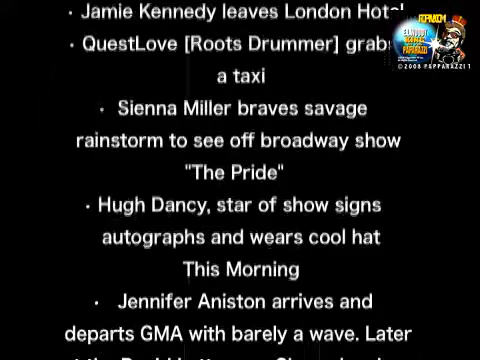 · Jamie Kennedy leaves London Hotel
· QuestLove [Roots Drummer] grabs
a taxi
· Sienna Miller braves savage
rainstorm to see off broadway show
"The Pride"
· Hugh Dancy, star of show signs
autographs and wears cool hat
This Morning
· Jennifer Aniston arrives and
departs GMA with barely a wave. Later
©2008 PAPPARAZZI 1